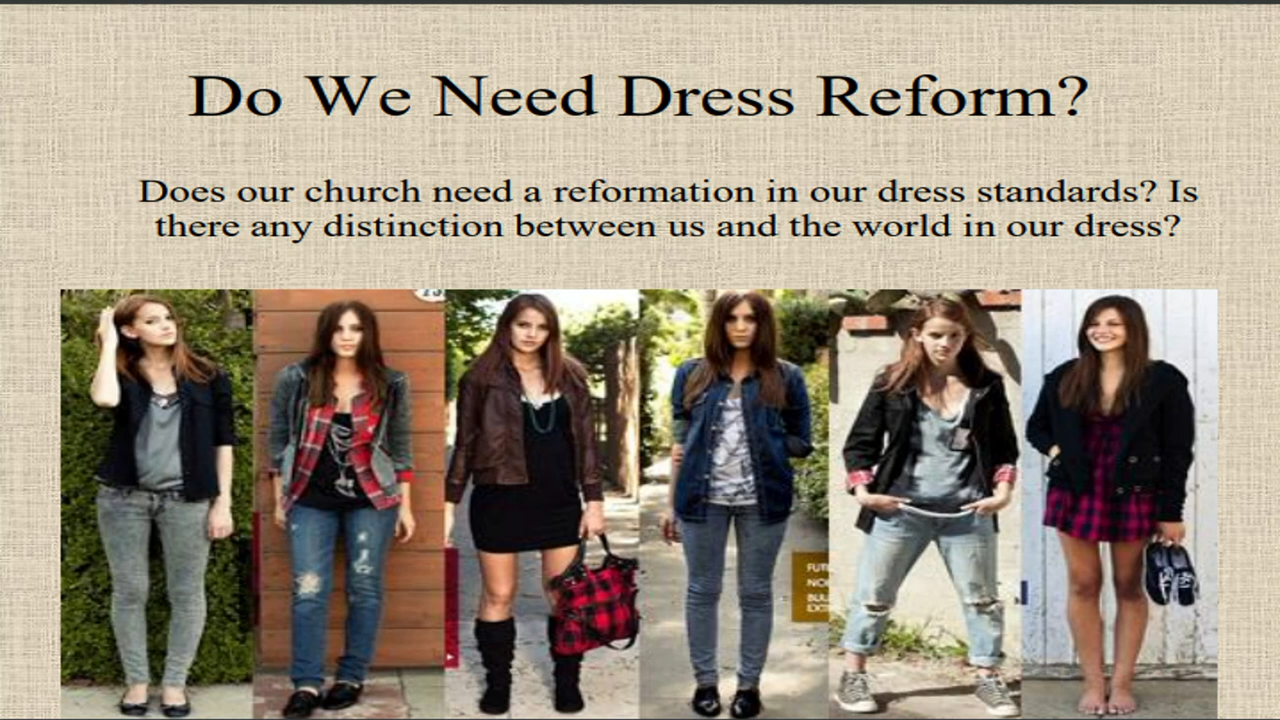 Do We Need Dress Reform?
Does our church need a reformation in our dress standards? Is
there any distinction between us and the world in our dress?